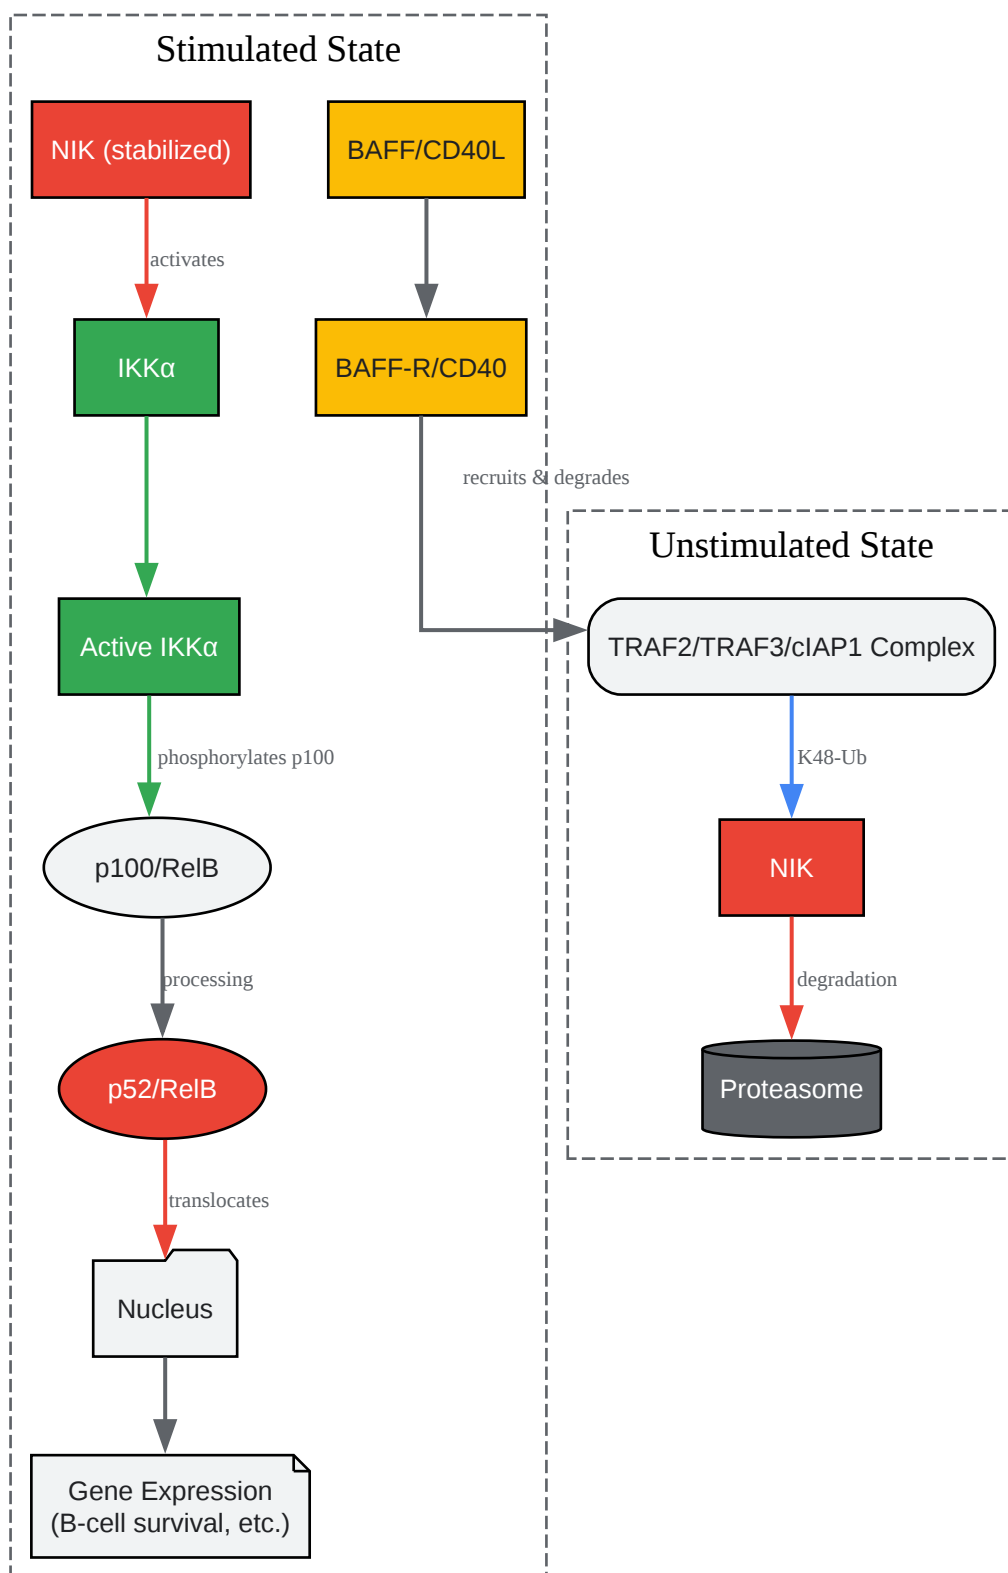 Stimulated State
NIK (stabilized)
BAFF/CD40L
activates
IKKα
BAFF-R/CD40
recruits & degrades
Unstimulated State
Active IKKα
TRAF2/TRAF3/cIAP1 Complex
phosphorylates p100
K48-Ub
p100/RelB
NIK
processing
degradation
p52/RelB
Proteasome
translocates
Nucleus
Gene Expression
(B-cell survival, etc.)